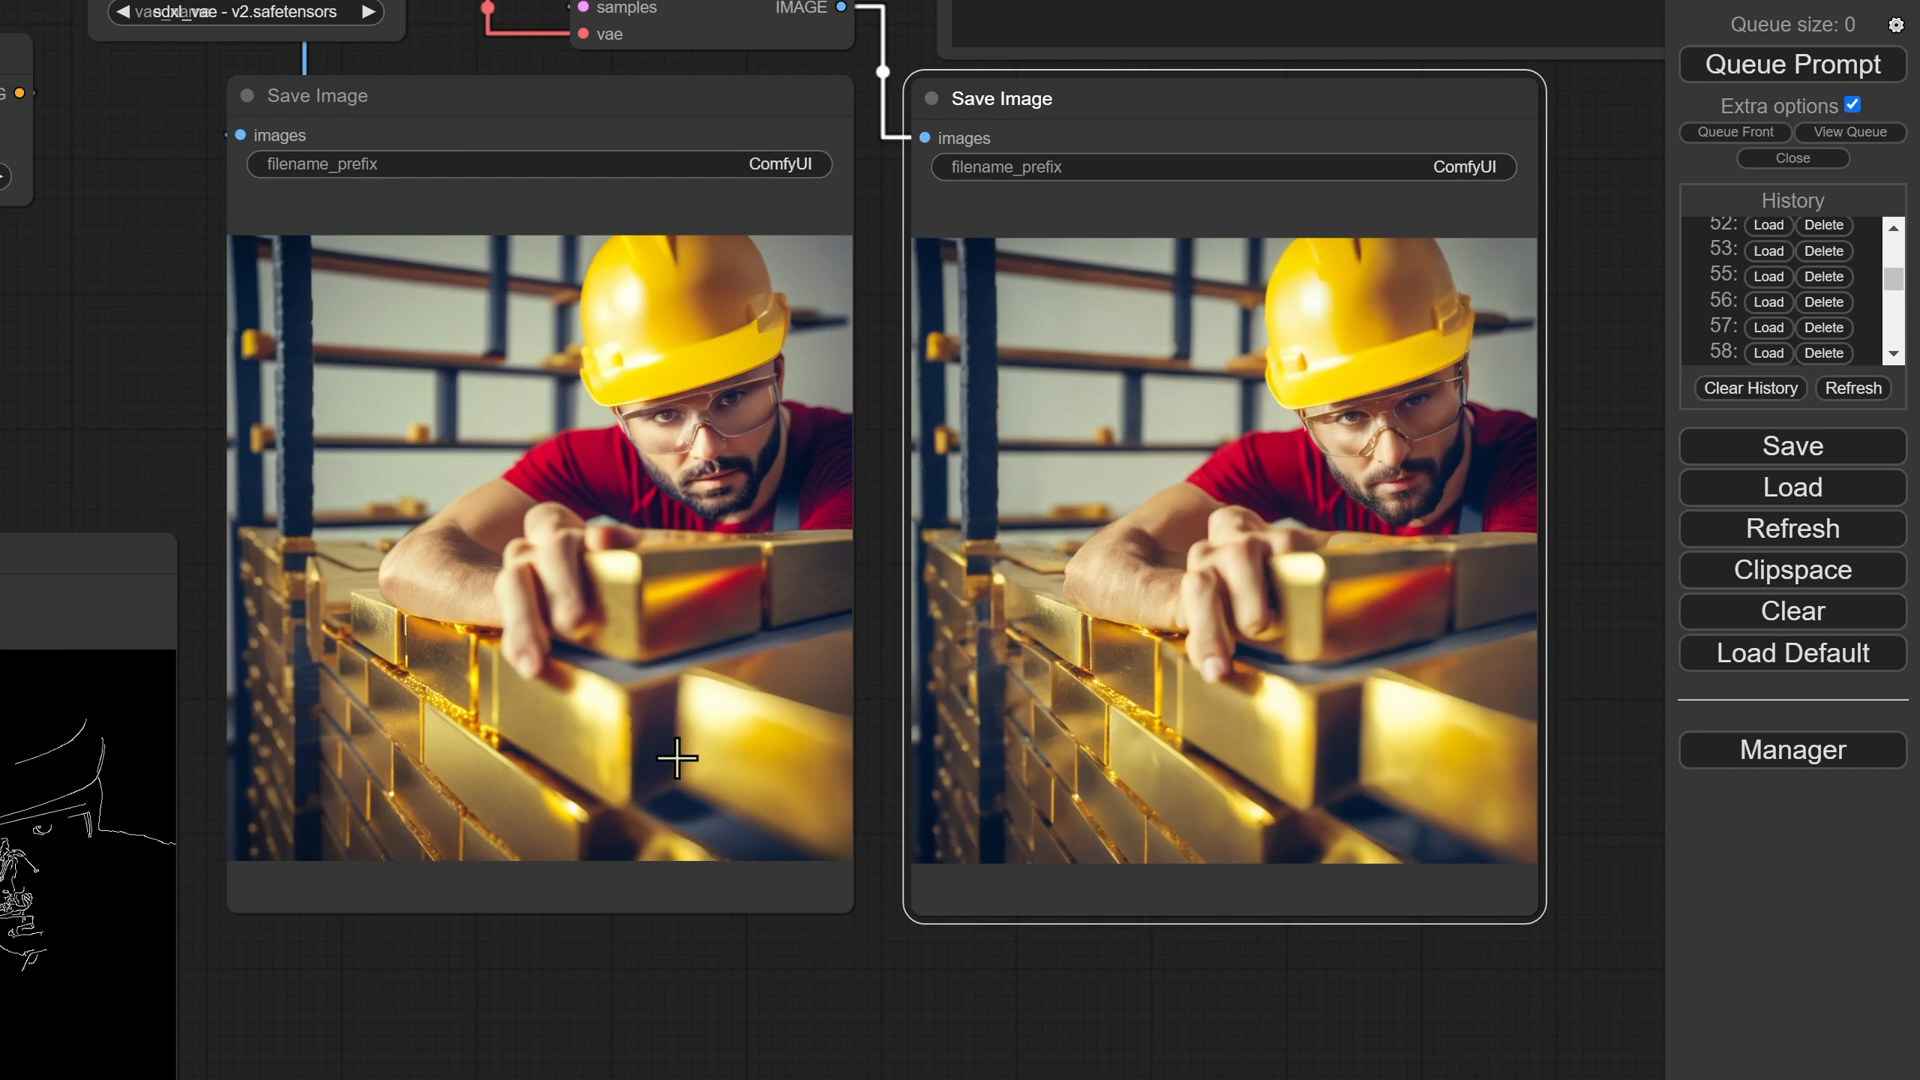 sdxl_vae - v2.safetensors
samples
IMAGE
vae
G
Save Image
images
filename_prefix
ComfyUI
Save Image
images
filename_prefix
ComfyUI
Queue size: 0
Queue Prompt
Extra options
Queue Front
View Queue
Close
History
52: Load Delete
53: Load Delete
55: Load Delete
56: Load Delete
57: Load Delete
58: Load Delete
Clear History
Refresh
Save
Load
Refresh
Clipspace
Clear
Load Default
Manager